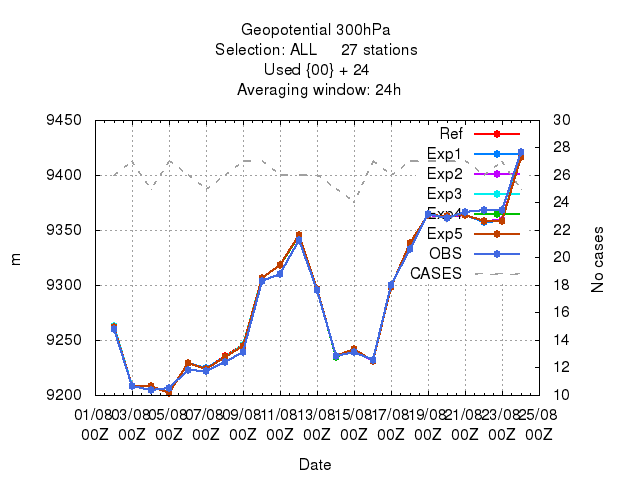 Geopotential 300hPa
Selection: ALL 27 stations
Used {00} + 24
Averaging window: 24h
9450
9400
9350
9300
9250
9200
m
30
28
26
24
22
20
18
16
14
12
10
No cases
Ref
Exp1
Exp2
Exp3
Exp4
Exp5
OBS
CASES
01/08 03/08 05/08 07/08 09/08 11/08 13/08 15/08 17/08 19/08 21/08 23/08 25/08
00Z 00Z 00Z 00Z 00Z 00Z 00Z 00Z 00Z 00Z 00Z 00Z 00Z
Date